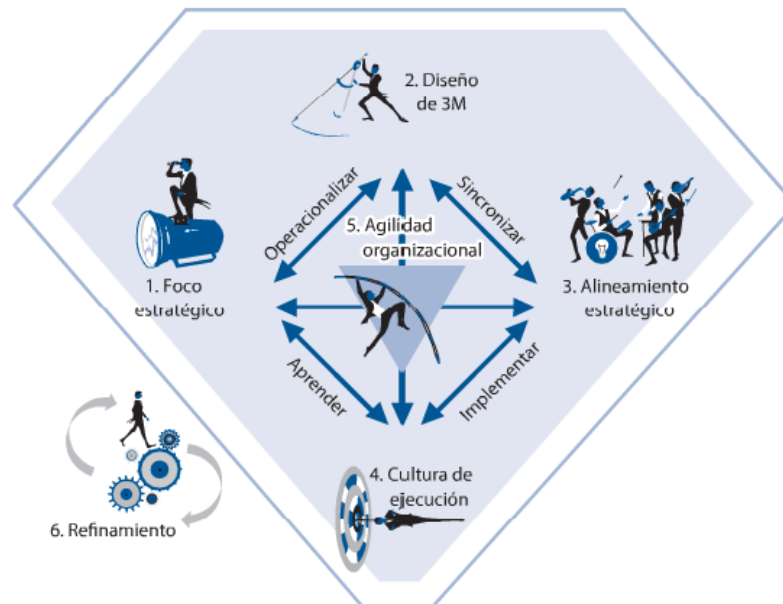 2. Diseño
de 3M
Operacionalizar
Sincronizar
5. Agilidad
organizacional
1. Foco
estratégico
3. Alineamiento
estratégico
Aprender
Implementar
4. Cultura de
ejecución
6. Refinamiento